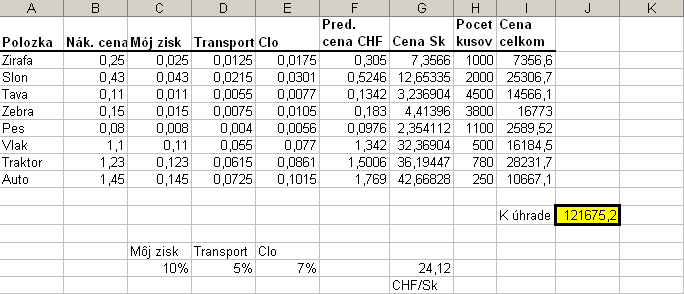 A B C D E F G H I J K
Pred. Pocet Cena
Polozka Nák. cena Môj zisk Transport Clo cena CHF Cena Sk kusov celkom
Zirafa 0,25 0,025 0,0125 0,0175 0,305 7,3566 1000 7356,6
Slon 0,43 0,043 0,0215 0,0301 0,5246 12,65335 2000 25306,7
Tava 0,11 0,011 0,0055 0,0077 0,1342 3,236904 4500 14566,1
Zebra 0,15 0,015 0,0075 0,0105 0,183 4,41396 3800 16773
Pes 0,08 0,008 0,004 0,0056 0,0976 2,354112 1100 2589,52
Vlak 1,1 0,11 0,055 0,077 1,342 32,36904 500 16184,5
Traktor 1,23 0,123 0,0615 0,0861 1,5006 36,19447 780 28231,7
Auto 1,45 0,145 0,0725 0,1015 1,769 42,66828 250 10667,1
K úhrade 121675,2
Môj zisk Transport Clo
10% 5% 7% 24,12
CHF/Sk